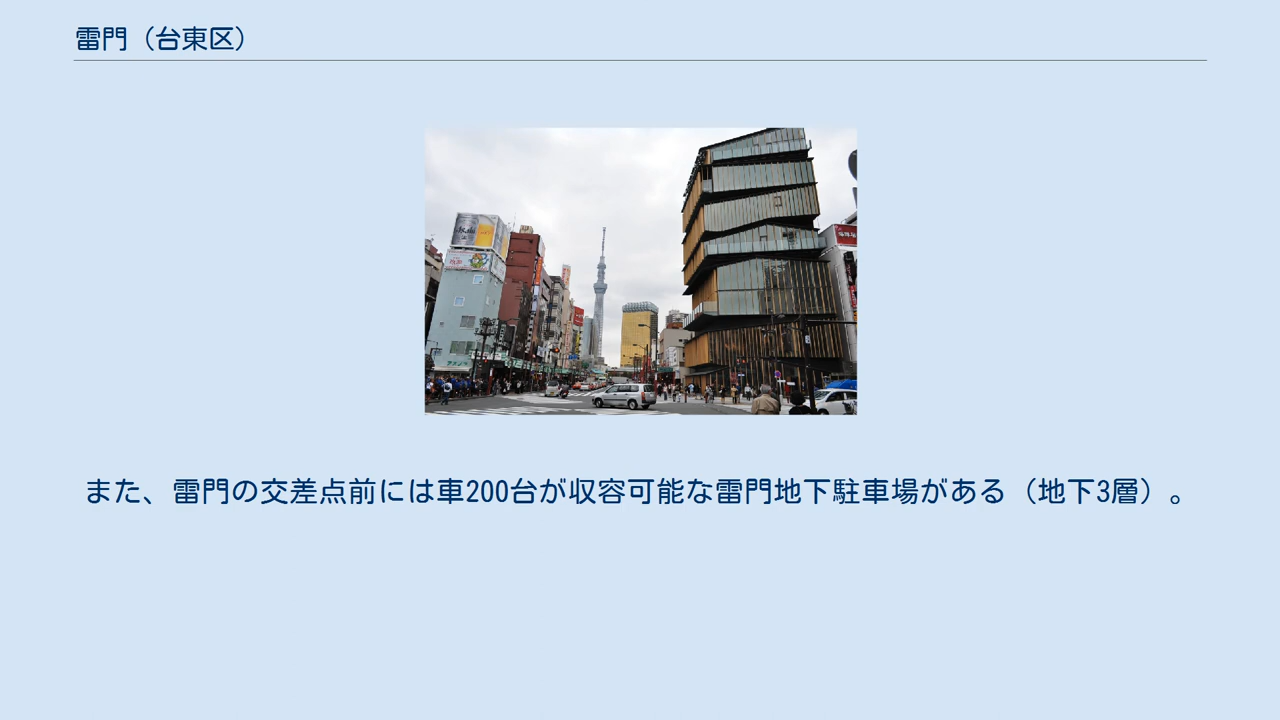 雷門（台東区）
また、雷門の交差点前には車200台が収容可能な雷門地下駐車場がある（地下3層）。